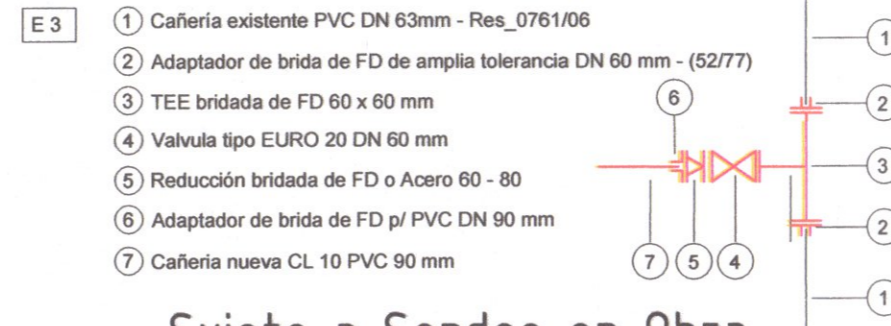 E 3
1 Cañería existente PVC DN 63mm - Res_0761/06
2 Adaptador de brida de FD de amplia tolerancia DN 60 mm - (52/77)
3 TEE bridada de FD 60 x 60 mm
4 Valvula tipo EURO 20 DN 60 mm
5 Reducción bridada de FD o Acero 60 - 80
6 Adaptador de brida de FD p/ PVC DN 90 mm
7 Cañeria nueva CL 10 PVC 90 mm
6
7 5 4
1
2
3
2
1